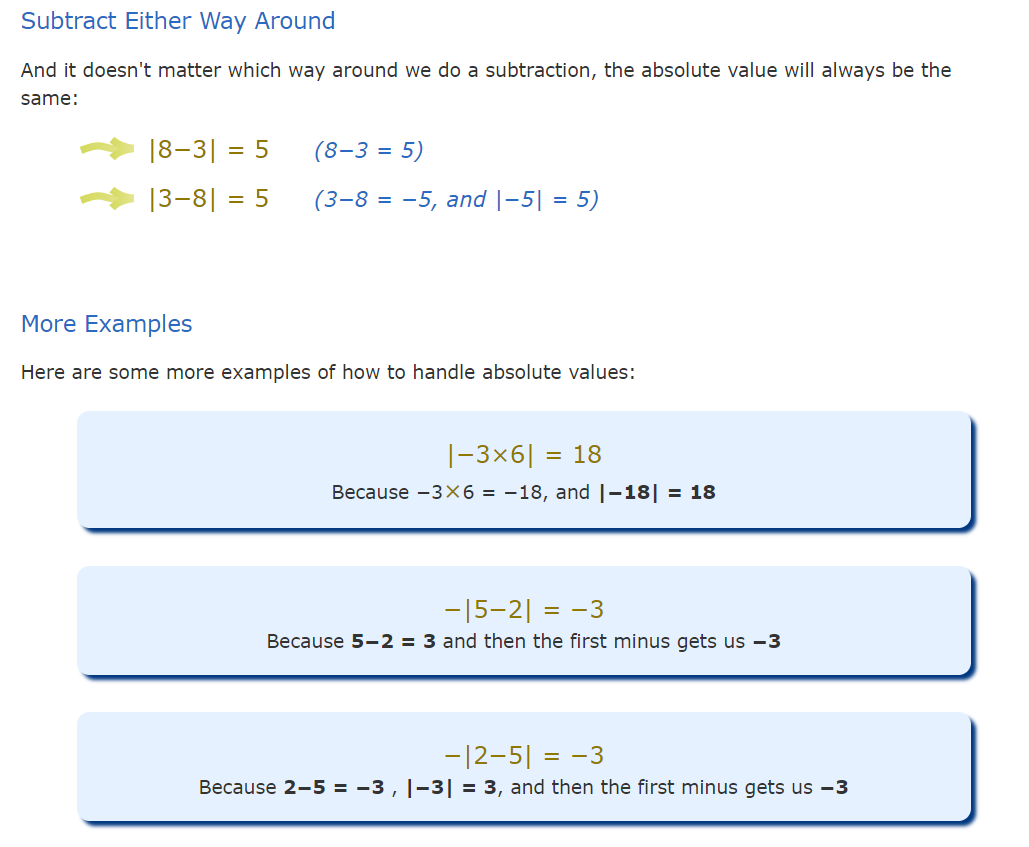 Subtract Either Way Around
And it doesn't matter which way around we do a subtraction, the absolute value will always be the
same:
|8−3| = 5 (8−3 = 5)
|3−8| = 5 (3−8 = −5, and |−5| = 5)
More Examples
Here are some more examples of how to handle absolute values:
|−3×6| = 18
Because −3×6 = −18, and |−18| = 18
−|5−2| = −3
Because 5−2 = 3 and then the first minus gets us −3
−|2−5| = −3
Because 2−5 = −3 , |−3| = 3, and then the first minus gets us −3